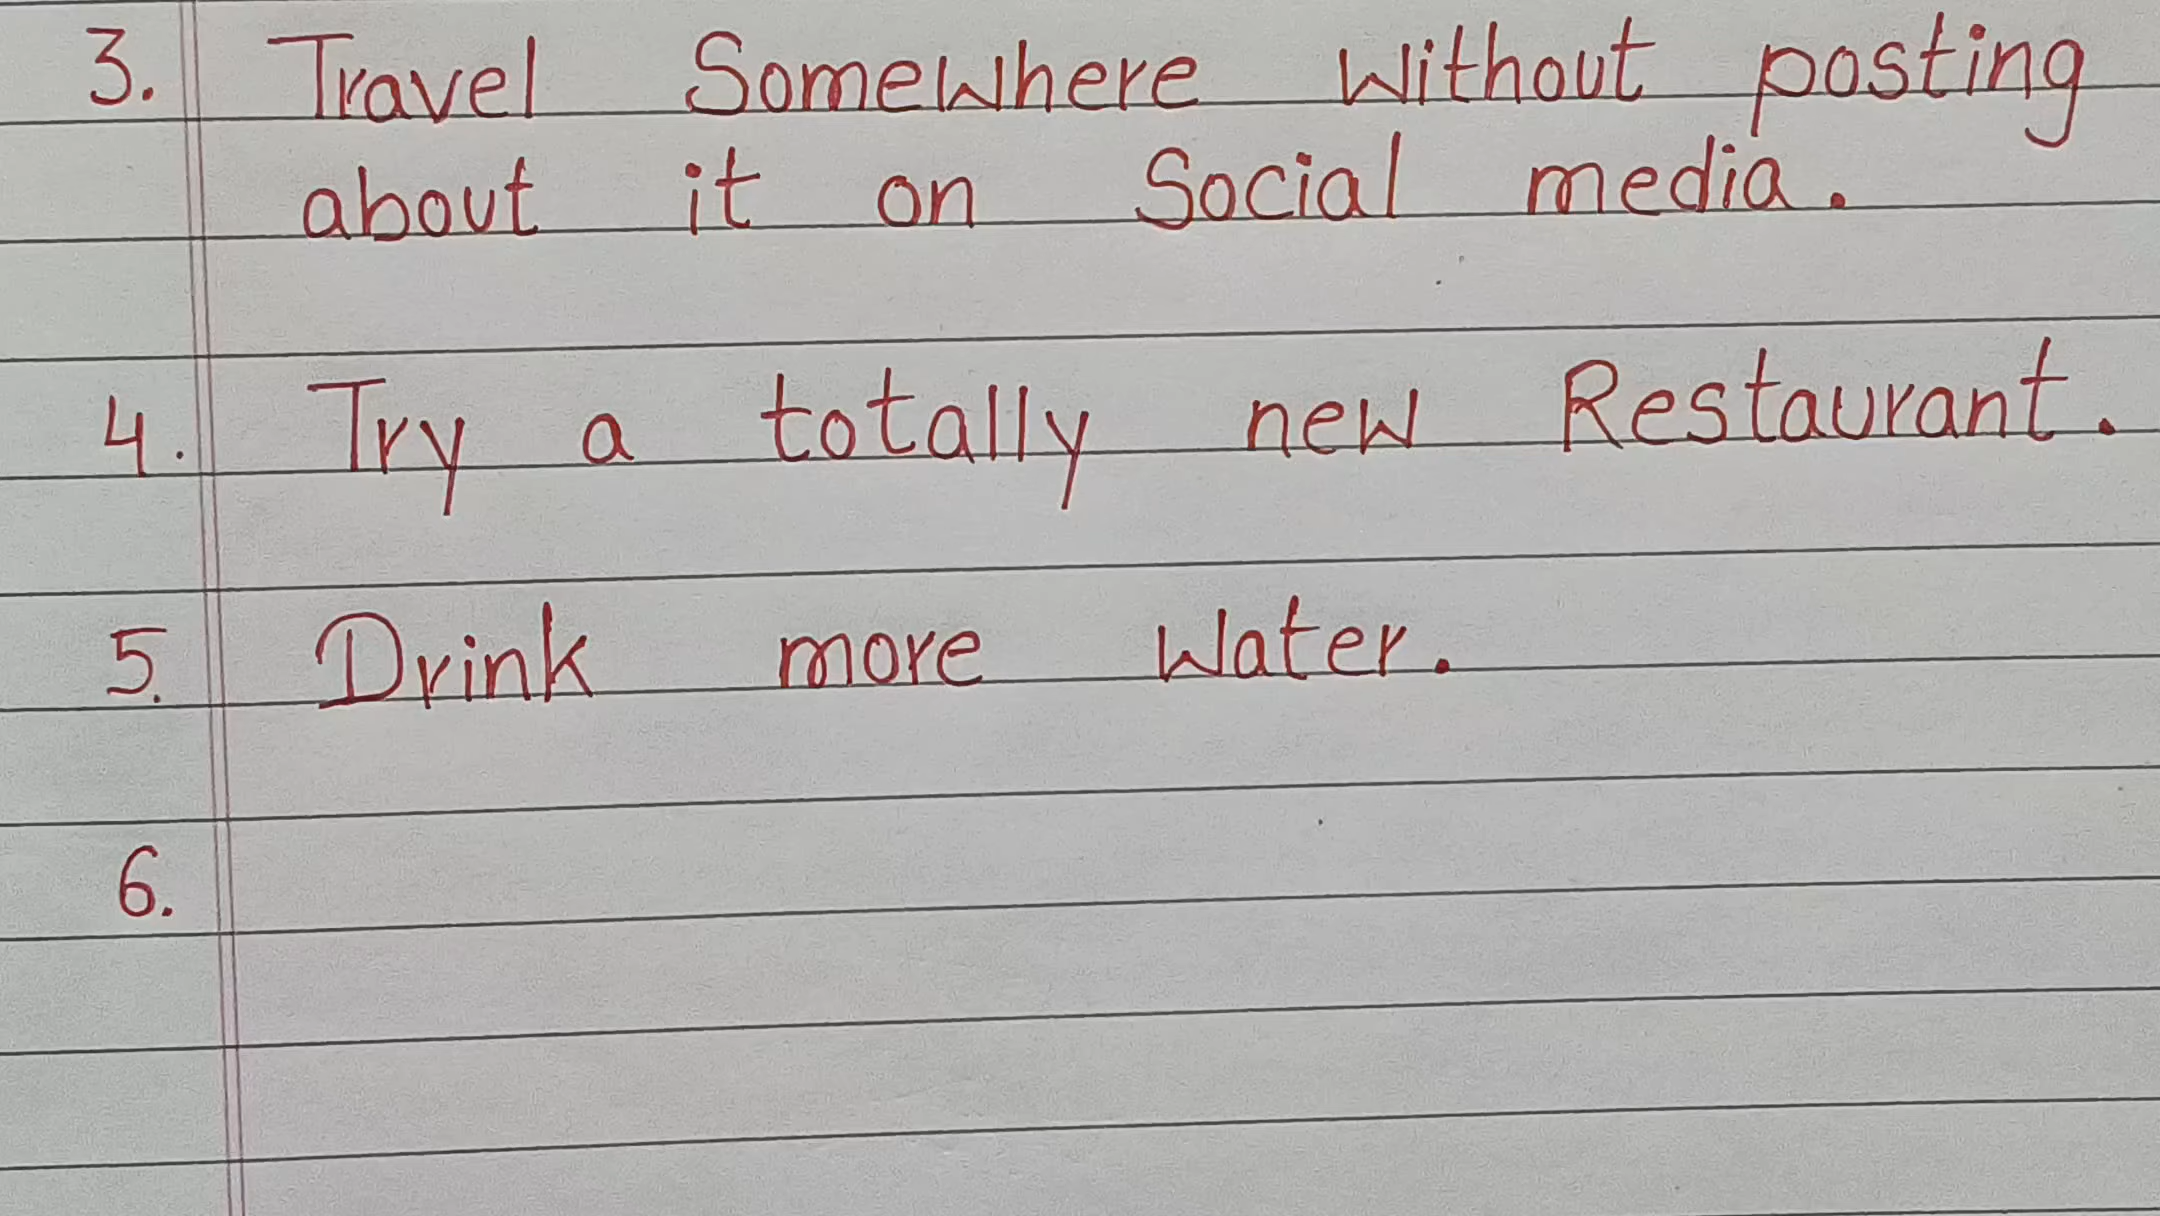 3. Travel Somewhere Without posting
about it on Social media.
4. Try a totally new Restaurant.
5. Drink more Water.
6.